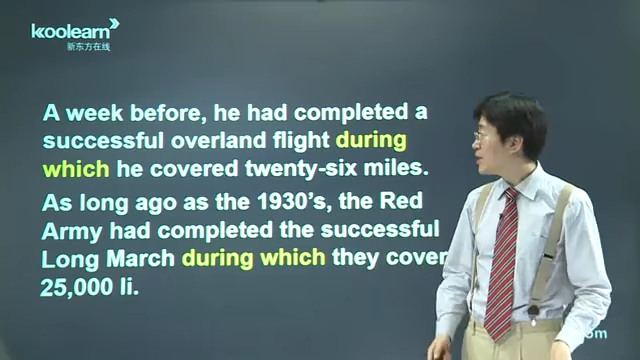 koolearn
新东方在线
A week before, he had completed a
successful overland flight during
which he covered twenty-six miles.
As long ago as the 1930's, the Red
Army had completed the successful
Long March during which they cover
25,000 li.
om